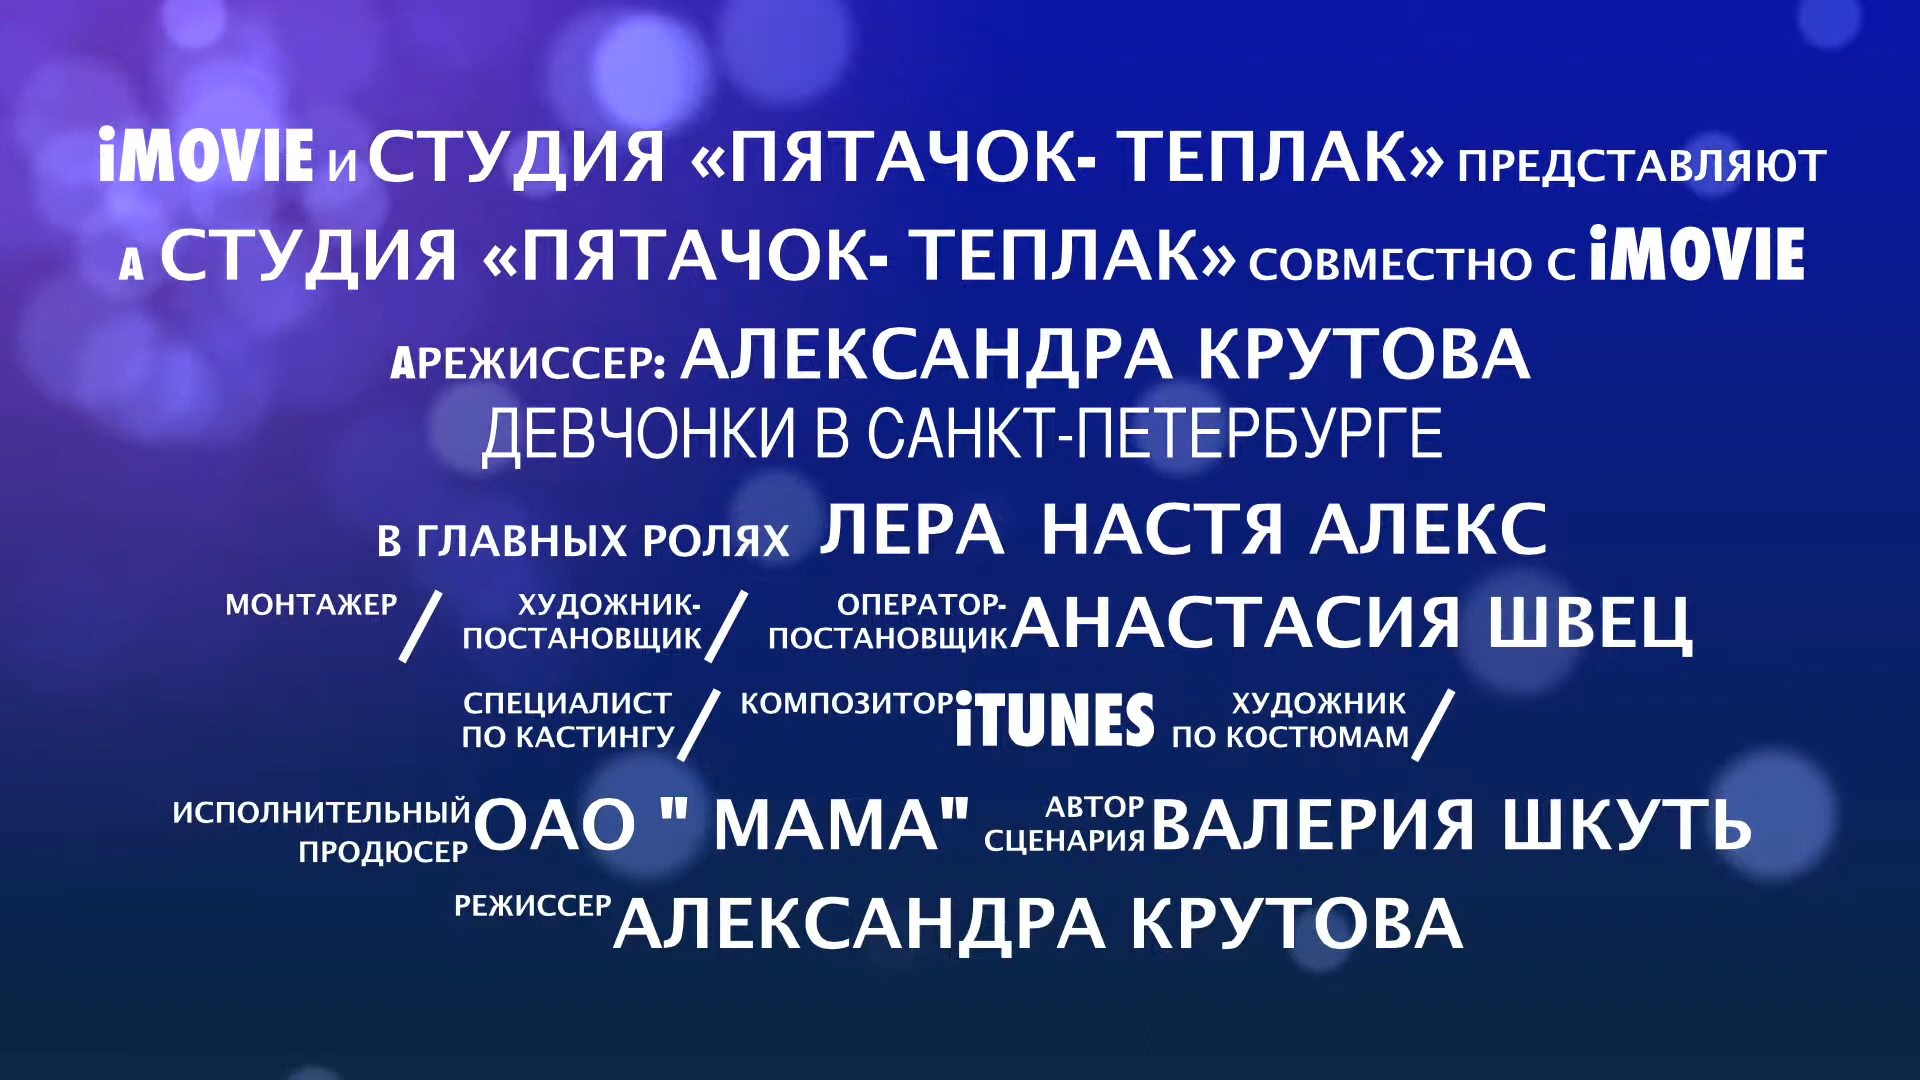 iMOVIE И СТУДИЯ «ПЯТАЧОК- ТЕПЛАК» ПРЕДСТАВЛЯЮТ
А СТУДИЯ «ПЯТАЧОК- ТЕПЛАК» СОВМЕСТНО С iMOVIE
АРЕЖИССЕР: АЛЕКСАНДРА КРУТОВА
ДЕВЧОНКИ В САНКТ-ПЕТЕРБУРГЕ
В ГЛАВНЫХ РОЛЯХ ЛЕРА НАСТЯ АЛЕКС
МОНТАЖЕР / ХУДОЖНИК-ПОСТАНОВЩИК / ОПЕРАТОР-ПОСТАНОВЩИК АНАСТАСИЯ ШВЕЦ
СПЕЦИАЛИСТ ПО КАСТИНГУ / КОМПОЗИТОР iTUNES ХУДОЖНИК ПО КОСТЮМАМ /
ИСПОЛНИТЕЛЬНЫЙ ПРОДЮСЕР ОАО " МАМА" АВТОР СЦЕНАРИЯ ВАЛЕРИЯ ШКУТЬ
РЕЖИССЕР АЛЕКСАНДРА КРУТОВА